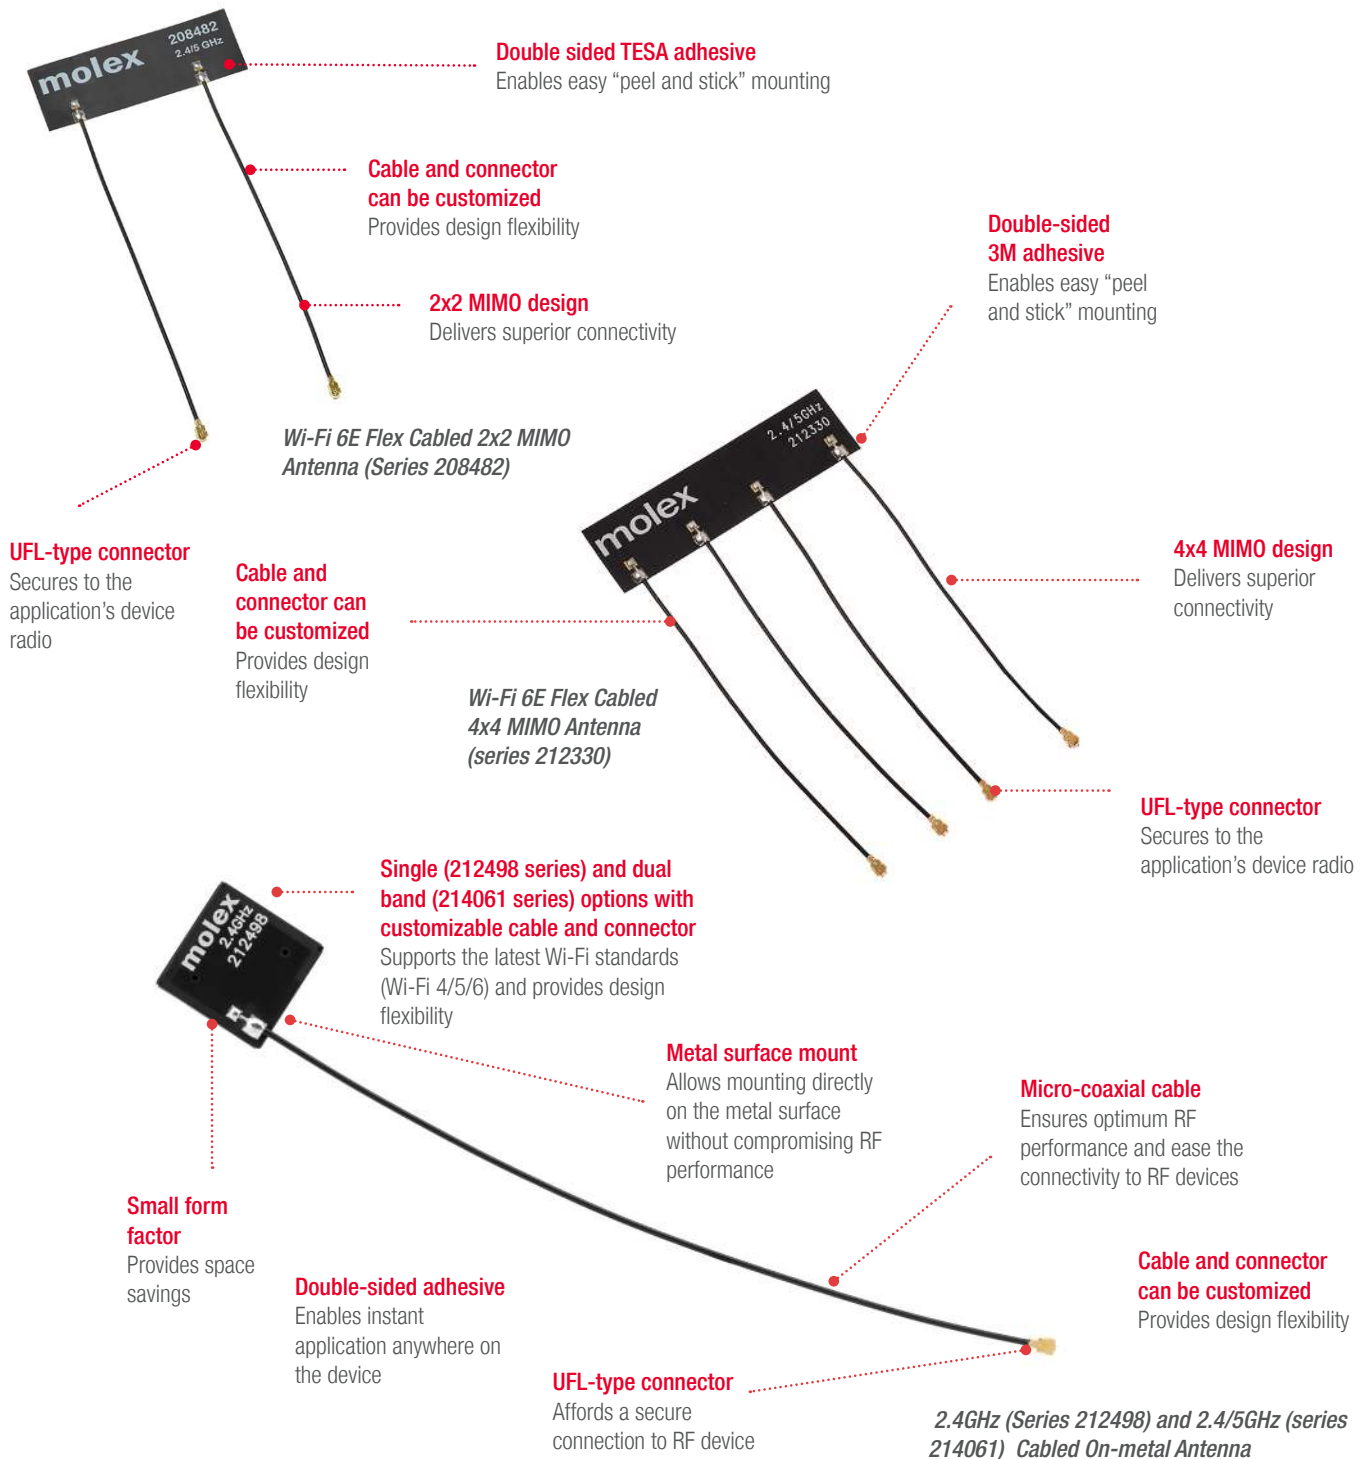 molex
208482
2.4/5 GHz
Double sided TESA adhesive
Enables easy “peel and stick” mounting
Cable and connector
can be customized
Provides design flexibility
2x2 MIMO design
Delivers superior connectivity
Wi-Fi 6E Flex Cabled 2x2 MIMO
Antenna (Series 208482)
UFL-type connector
Secures to the
application’s device
radio
Double-sided
3M adhesive
Enables easy “peel
and stick” mounting
2.4/5GHz
212330
molex
Cable and
connector can
be customized
Provides design
flexibility
4x4 MIMO design
Delivers superior
connectivity
Wi-Fi 6E Flex Cabled
4x4 MIMO Antenna
(series 212330)
UFL-type connector
Secures to the
application’s device radio
Single (212498 series) and dual
band (214061 series) options with
customizable cable and connector
Supports the latest Wi-Fi standards
(Wi-Fi 4/5/6) and provides design
flexibility
molex
2.4GHz
212498
Metal surface mount
Allows mounting directly
on the metal surface
without compromising RF
performance
Micro-coaxial cable
Ensures optimum RF
performance and ease the
connectivity to RF devices
Small form
factor
Provides space
savings
Double-sided adhesive
Enables instant
application anywhere on
the device
Cable and connector
can be customized
Provides design flexibility
UFL-type connector
Affords a secure
connection to RF device
2.4GHz (Series 212498) and 2.4/5GHz (series
214061) Cabled On-metal Antenna